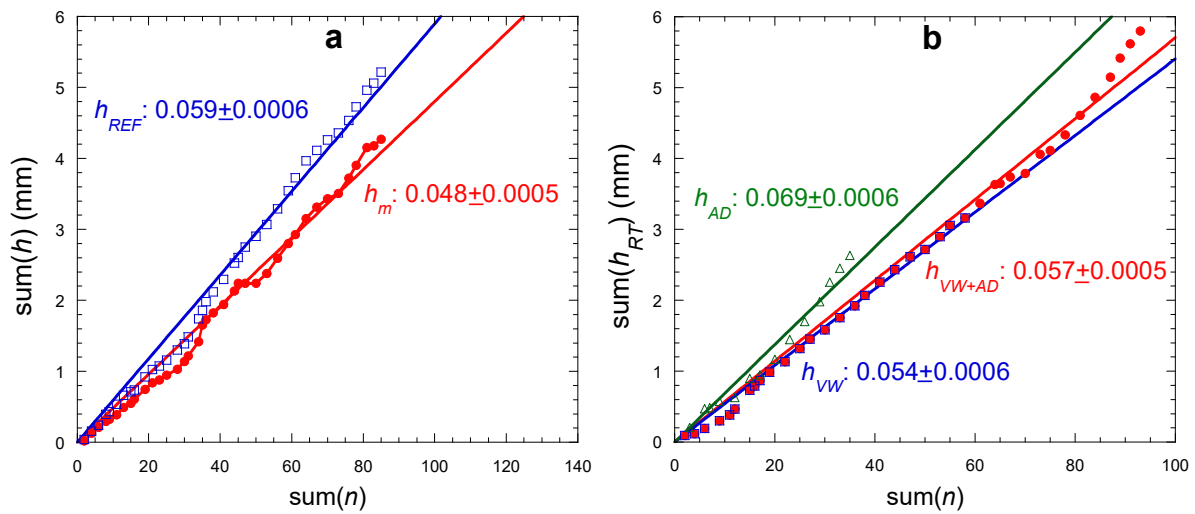 a
h_REF: 0.059±0.0006
h_m: 0.048±0.0005
sum(h) (mm)
6
5
4
3
2
1
0
0 20 40 60 80 100 120 140
sum(n)
b
h_AD: 0.069±0.0006
h_VW+AD: 0.057±0.0005
h_VW: 0.054±0.0006
sum(h_RT) (mm)
6
5
4
3
2
1
0
0 20 40 60 80 100
sum(n)